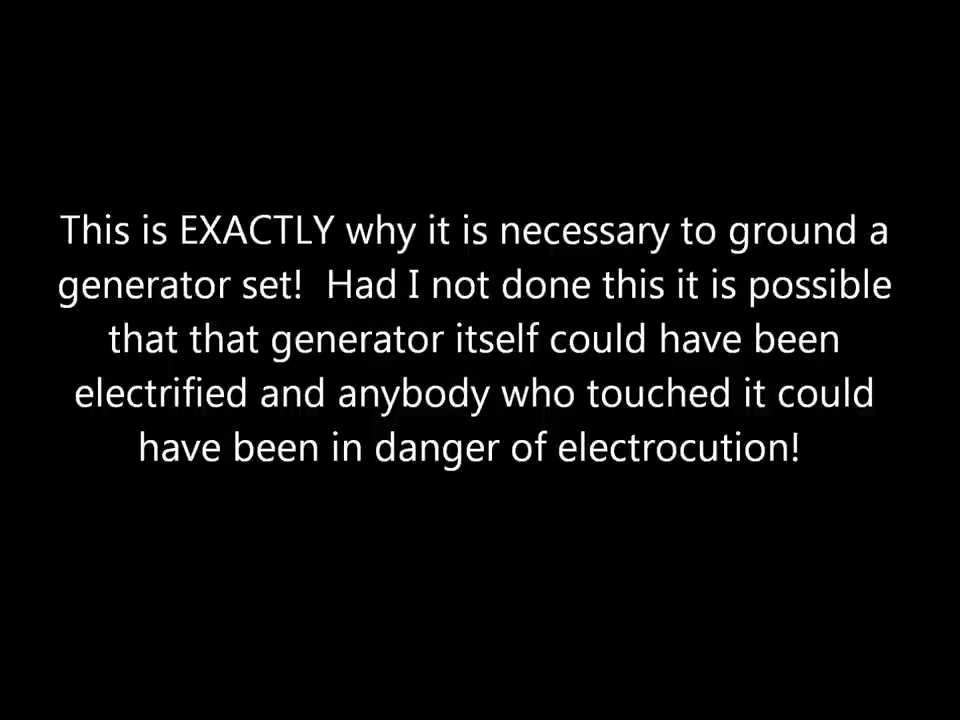 This is EXACTLY why it is necessary to ground a
generator set!  Had I not done this it is possible
that that generator itself could have been
electrified and anybody who touched it could
have been in danger of electrocution!